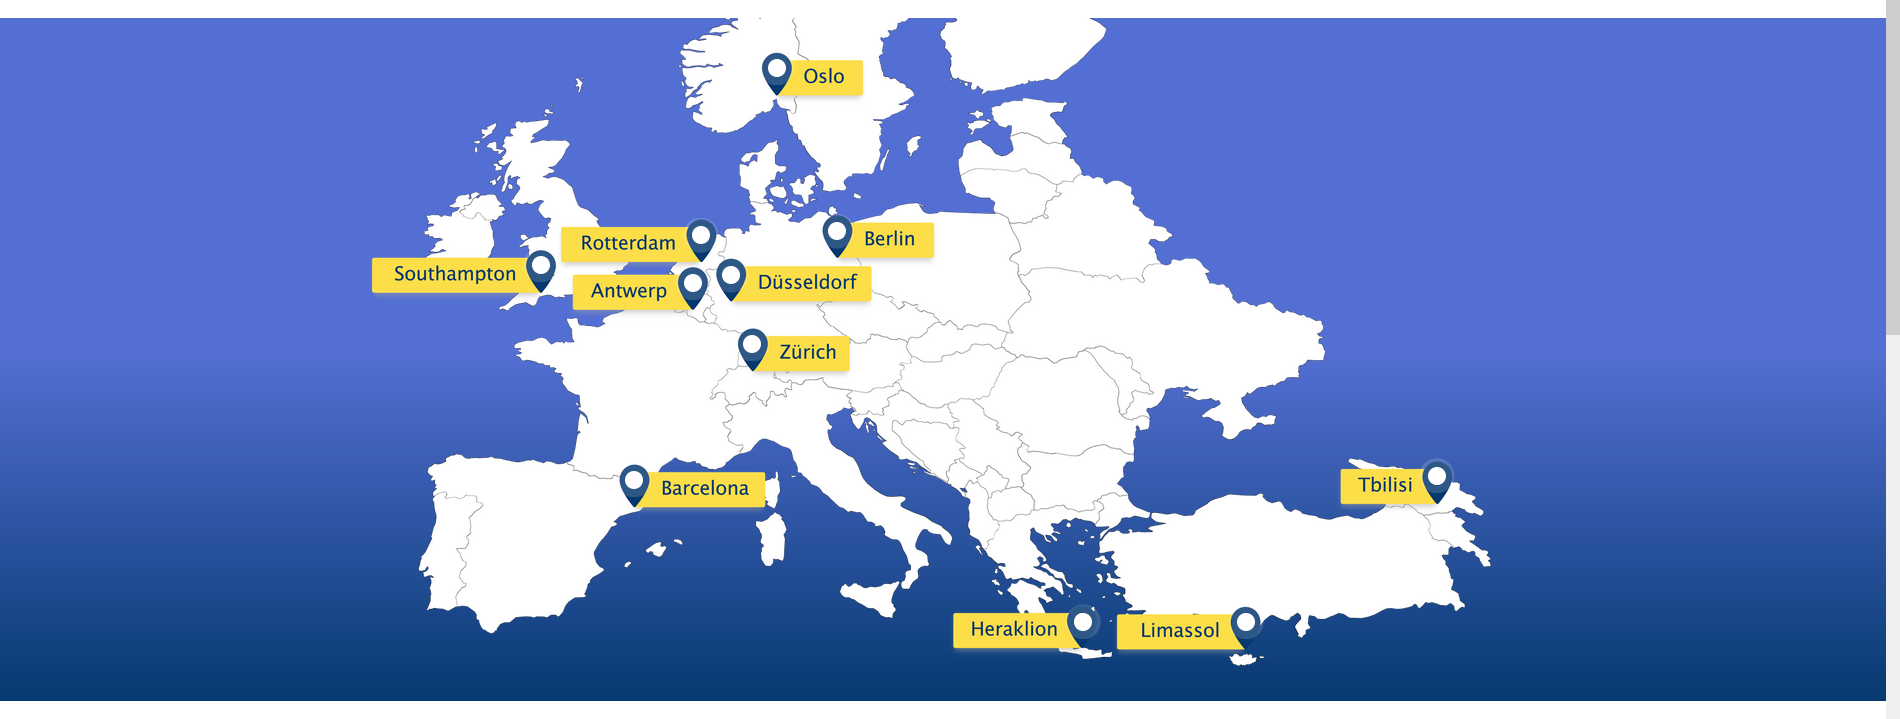 Oslo
Rotterdam
Berlin
Southampton
Antwerp
Düsseldorf
Zürich
Barcelona
Tbilisi
Heraklion
Limassol